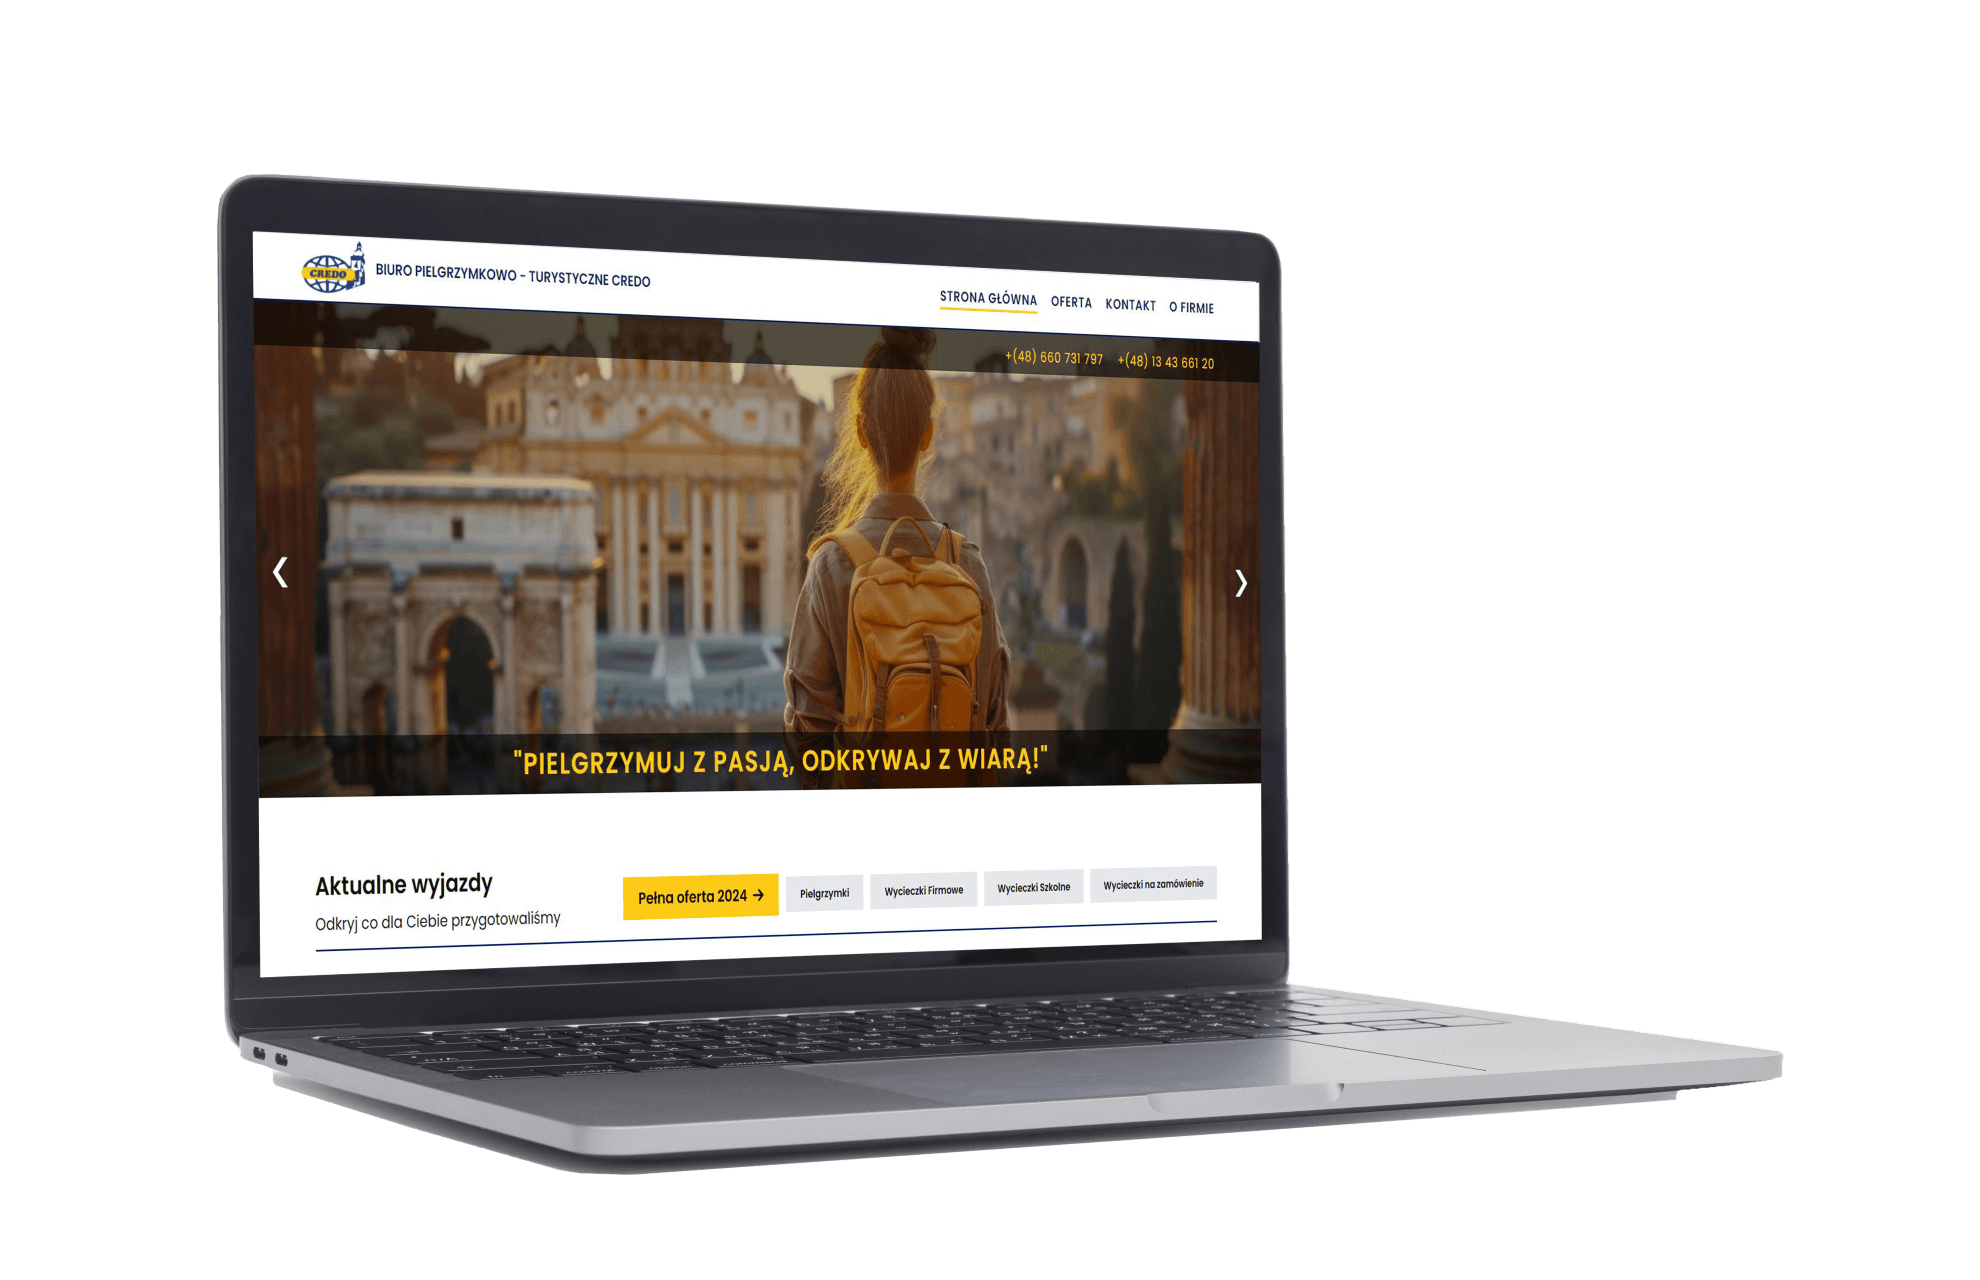 CREDO
BIURO PIELGRZYMKOWO - TURYSTYCZNE CREDO
STRONA GŁÓWNA OFERTA KONTAKT O FIRMIE
+(48) 660 731 797 +(48) 13 43 661 20
"PIELGRZYMUJ Z PASJĄ, ODKRYWAJ Z WIARĄ!"
Aktualne wyjazdy
Odkryj co dla Ciebie przygotowaliśmy
Pełna oferta 2024 → Pielgrzymki Wycieczki Firmowe Wycieczki Szkolne Wycieczki na zamówienie